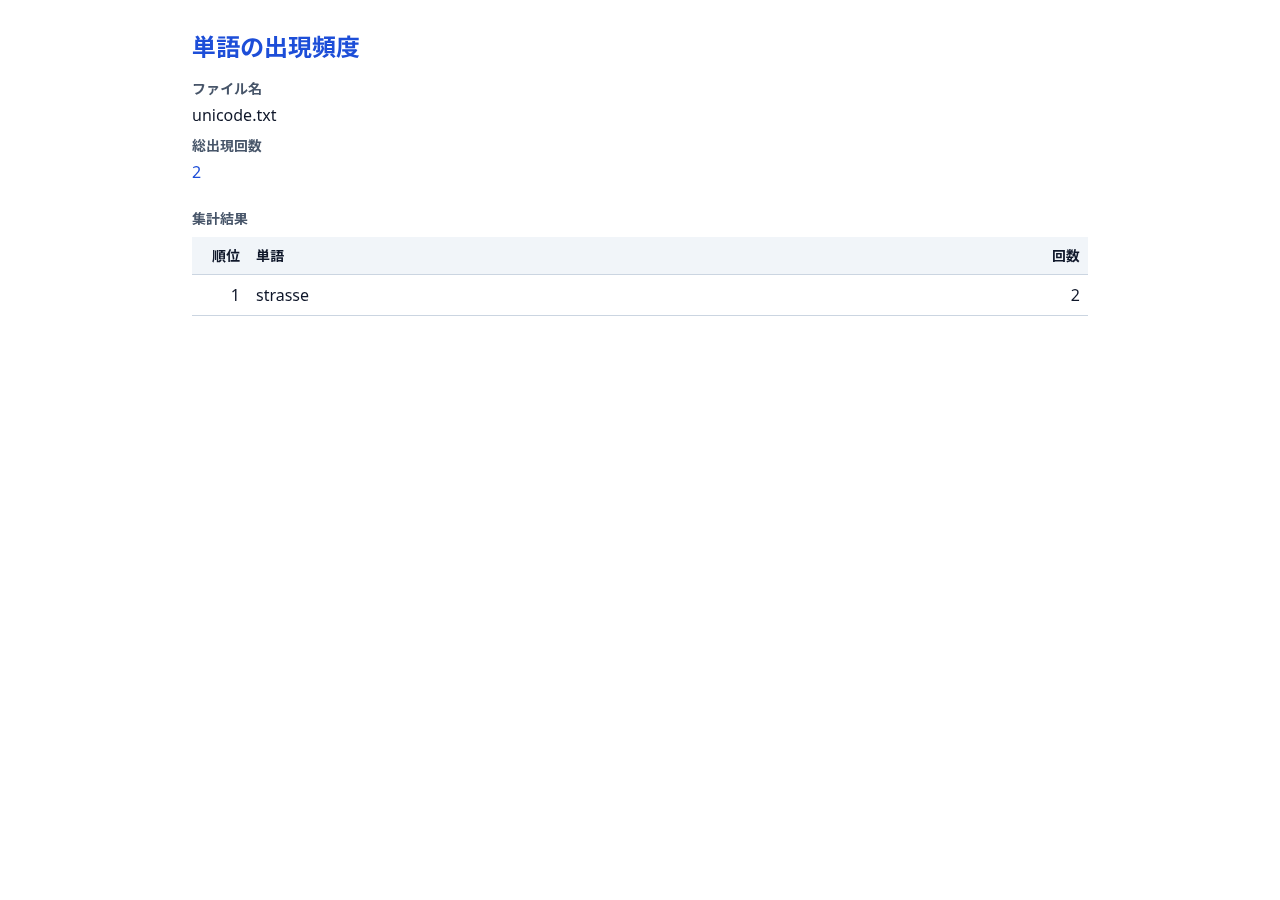 単語の出現頻度
ファイル名
unicode.txt
総出現回数
2
集計結果
順位 単語 回数
1 strasse 2